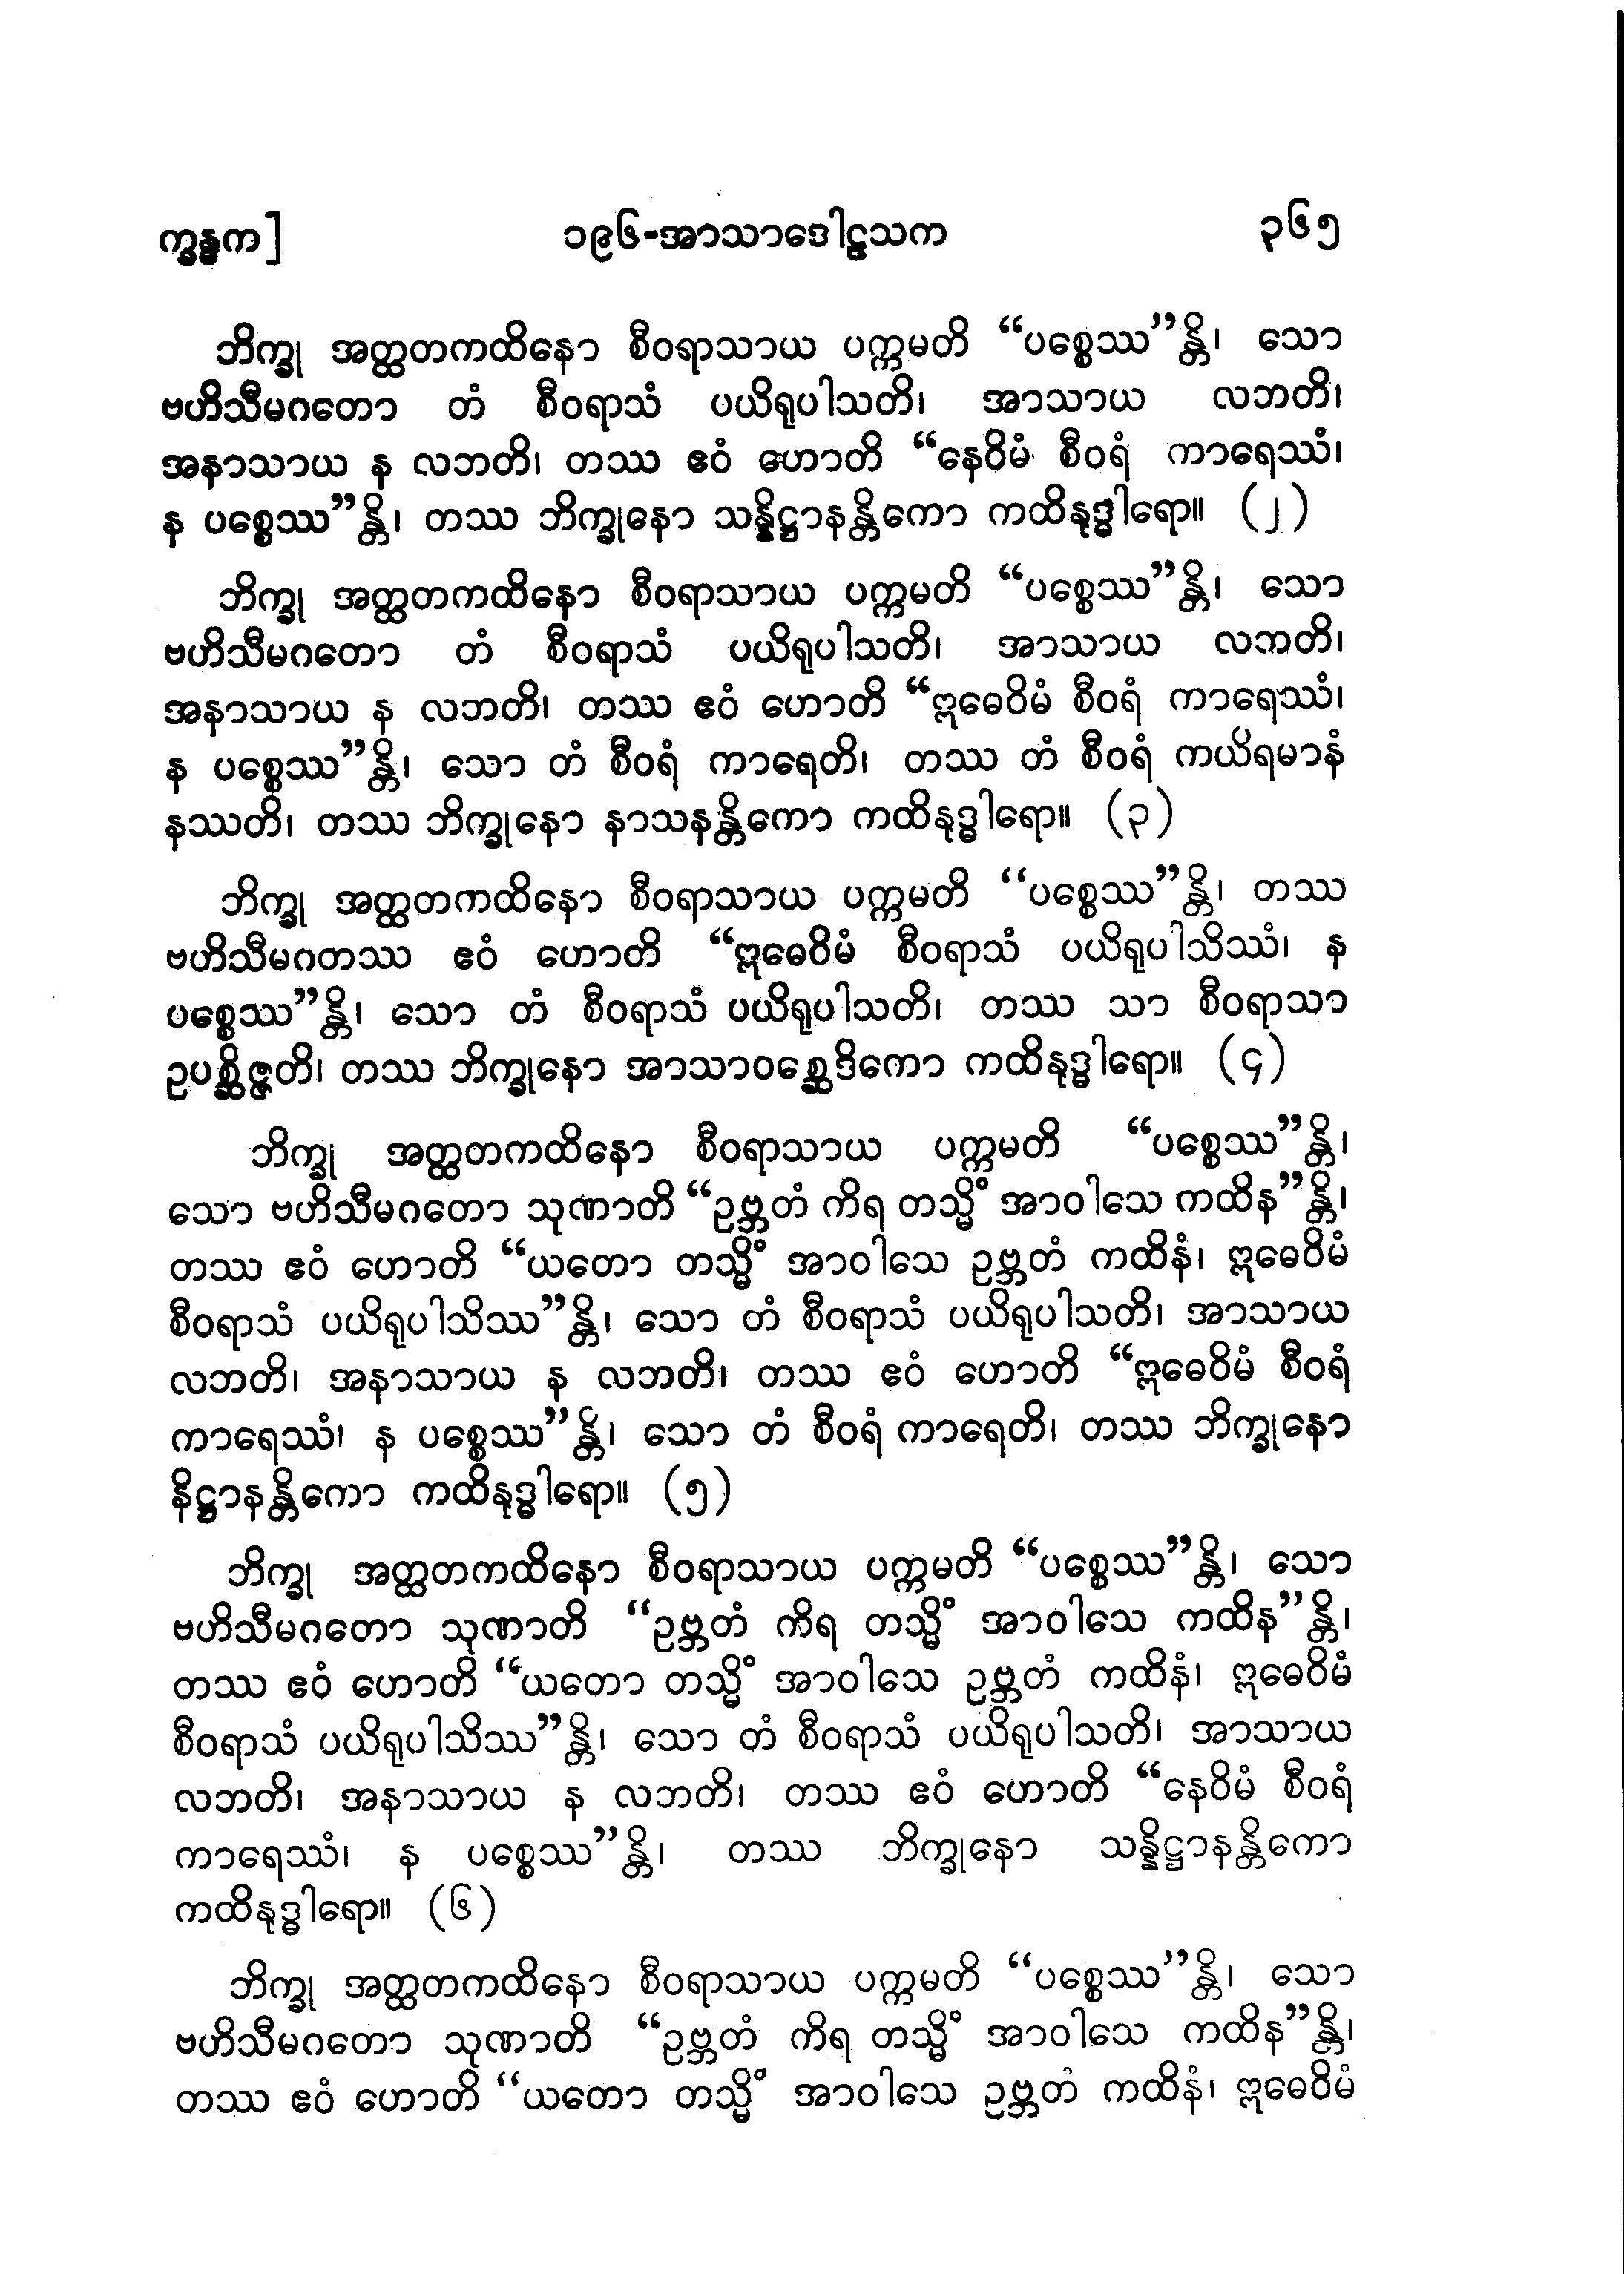 က္ခန္ဓက]
၁၉၆-အာသာဒေါဠသက
၃၆၅
ဘိက္ခု အတ္ထတကထိနော စီဝရာသာယ ပက္ကမတိ “ပစ္စေဿ”န္တိ၊ သော
ဗဟိသီမဂတော တံ စီဝရာသံ ပယိရုပါသတိ၊ အာသာယ လဘတိ၊
အနာသာယ န လဘတိ၊ တဿ ဧဝံ ဟောတိ “နေဝိမံ စီဝရံ ကာရေဿံ၊
န ပစ္စေဿ”န္တိ၊ တဿ ဘိက္ခုနော သန္နိဋ္ဌာနန္တိကော ကထိနုဒ္ဓါရော။ (၂)
ဘိက္ခု အတ္ထတကထိနော စီဝရာသာယ ပက္ကမတိ “ပစ္စေဿ”န္တိ၊ သော
ဗဟိသီမဂတော တံ စီဝရာသံ ပယိရုပါသတိ၊ အာသာယ လဘတိ၊
အနာသာယ န လဘတိ၊ တဿ ဧဝံ ဟောတိ “ဣဓေဝိမံ စီဝရံ ကာရေဿံ၊
န ပစ္စေဿ”န္တိ၊ သော တံ စီဝရံ ကာရေတိ၊ တဿ တံ စီဝရံ ကယိရမာနံ
နဿတိ၊ တဿ ဘိက္ခုနော နာသနန္တိကော ကထိနုဒ္ဓါရော။ (၃)
ဘိက္ခု အတ္ထတကထိနော စီဝရာသာယ ပက္ကမတိ “ပစ္စေဿ”န္တိ၊ တဿ
ဗဟိသီမဂတဿ ဧဝံ ဟောတိ “ဣဓေဝိမံ စီဝရာသံ ပယိရုပါသိဿံ၊ န
ပစ္စေဿ”န္တိ၊ သော တံ စီဝရာသံ ပယိရုပါသတိ၊ တဿ သာ စီဝရာသာ
ဥပစ္ဆိဇ္ဇတိ၊ တဿ ဘိက္ခုနော အာသာဝစ္ဆေဒိကော ကထိနုဒ္ဓါရော။ (၄)
ဘိက္ခု အတ္ထတကထိနော စီဝရာသာယ ပက္ကမတိ “ပစ္စေဿ”န္တိ၊
သော ဗဟိသီမဂတော သုဏာတိ “ဥဗ္ဘတံ ကိရ တသ္မိံ အာဝါသေ ကထိန”န္တိ၊
တဿ ဧဝံ ဟောတိ “ယတော တသ္မိံ အာဝါသေ ဥဗ္ဘတံ ကထိနံ၊ ဣဓေဝိမံ
စီဝရာသံ ပယိရုပါသိဿ”န္တိ၊ သော တံ စီဝရာသံ ပယိရုပါသတိ၊ အာသာယ
လဘတိ၊ အနာသာယ န လဘတိ၊ တဿ ဧဝံ ဟောတိ “ဣဓေဝိမံ စီဝရံ
ကာရေဿံ၊ န ပစ္စေဿ”န္တိ၊ သော တံ စီဝရံ ကာရေတိ၊ တဿ ဘိက္ခုနော
နိဋ္ဌာနန္တိကော ကထိနုဒ္ဓါရော။ (၅)
ဘိက္ခု အတ္ထတကထိနော စီဝရာသာယ ပက္ကမတိ “ပစ္စေဿ”န္တိ၊ သော
ဗဟိသီမဂတော သုဏာတိ “ဥဗ္ဘတံ ကိရ တသ္မိံ အာဝါသေ ကထိန”န္တိ၊
တဿ ဧဝံ ဟောတိ “ယတော တသ္မိံ အာဝါသေ ဥဗ္ဘတံ ကထိနံ၊ ဣဓေဝိမံ
စီဝရာသံ ပယိရုပါသိဿ”န္တိ၊ သော တံ စီဝရာသံ ပယိရုပါသတိ၊ အာသာယ
လဘတိ၊ အနာသာယ န လဘတိ၊ တဿ ဧဝံ ဟောတိ “နေဝိမံ စီဝရံ
ကာရေဿံ၊ န ပစ္စေဿ”န္တိ၊ တဿ ဘိက္ခုနော သန္နိဋ္ဌာနန္တိကော
ကထိနုဒ္ဓါရော။ (၆)
ဘိက္ခု အတ္ထတကထိနော စီဝရာသာယ ပက္ကမတိ “ပစ္စေဿ”န္တိ၊ သော
ဗဟိသီမဂတော သုဏာတိ “ဥဗ္ဘတံ ကိရ တသ္မိံ အာဝါသေ ကထိန”န္တိ၊
တဿ ဧဝံ ဟောတိ “ယတော တသ္မိံ အာဝါသေ ဥဗ္ဘတံ ကထိနံ၊ ဣဓေဝိမံ